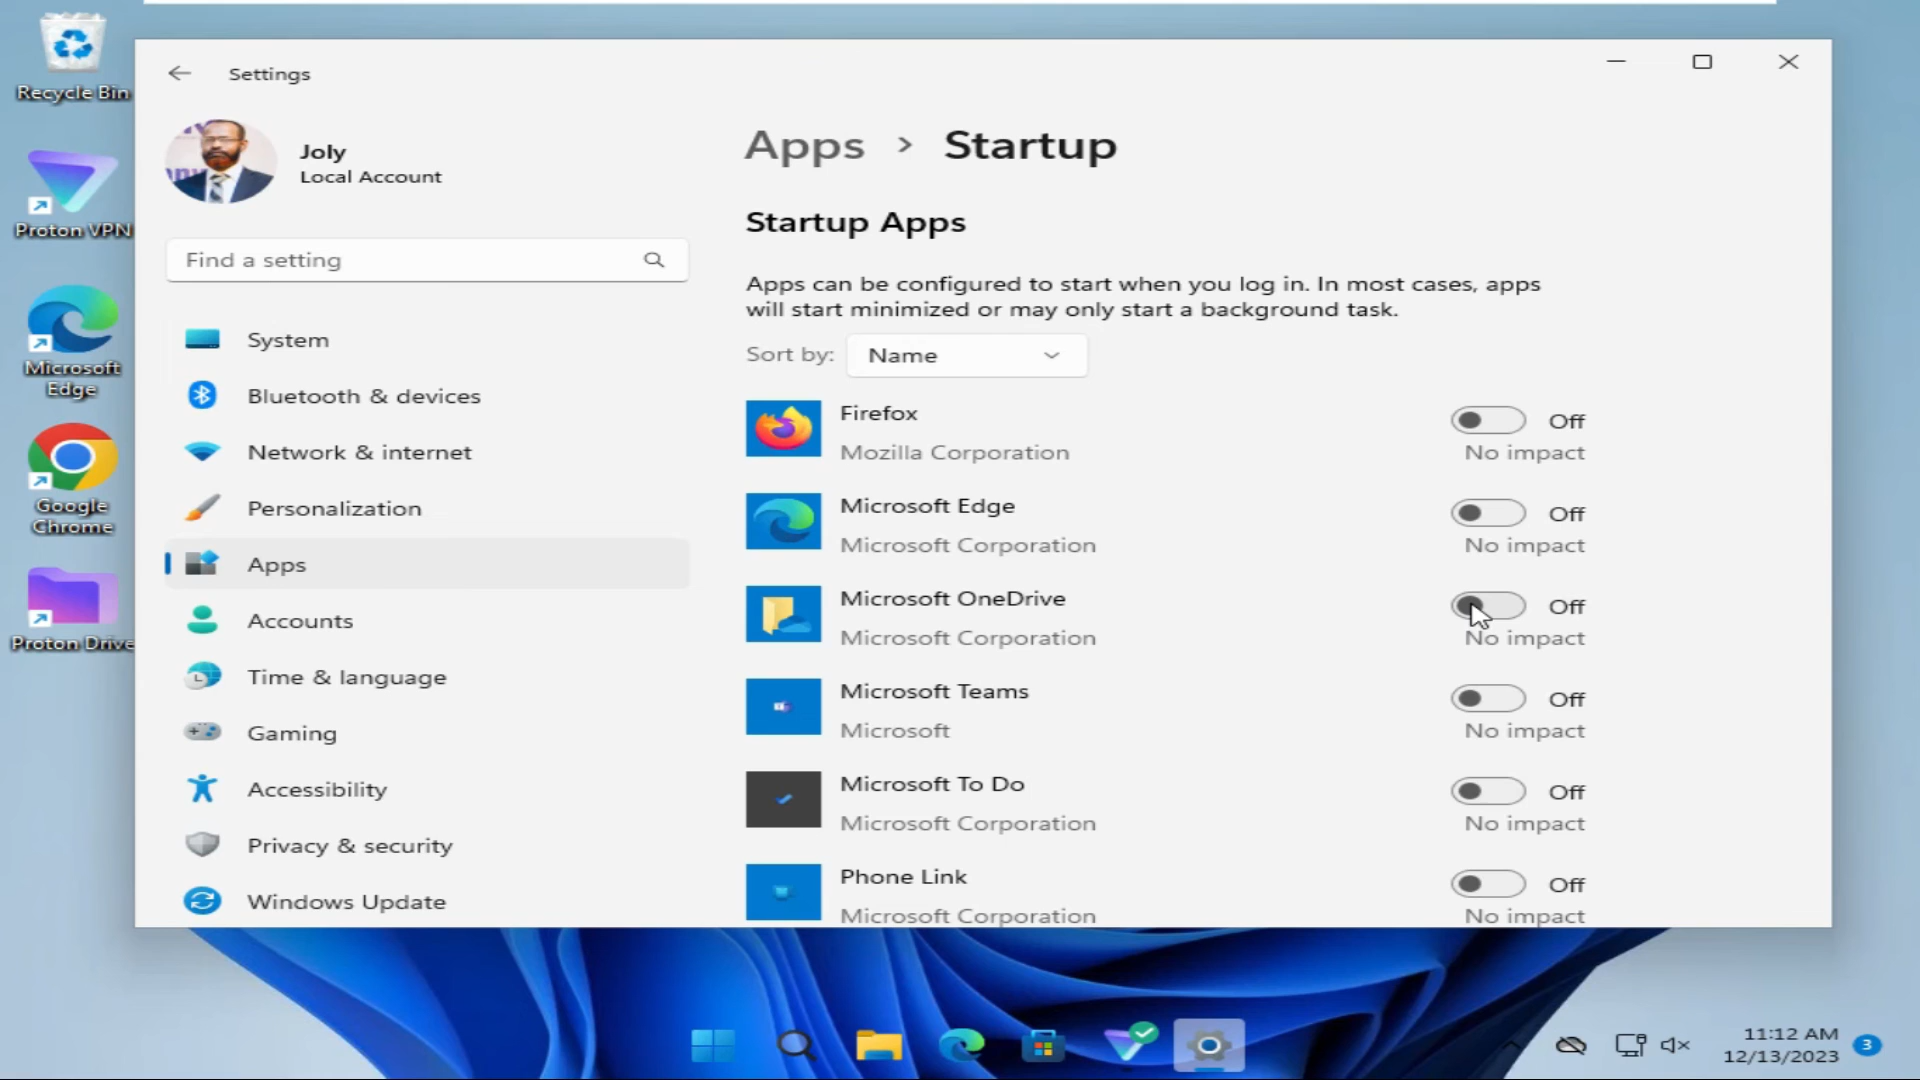 Recycle Bin
Proton VPN
Microsoft
Edge
Google
Chrome
Proton Drive
Settings
Joly
Local Account
Find a setting
System
Bluetooth & devices
Network & internet
Personalization
Apps
Accounts
Time & language
Gaming
Accessibility
Privacy & security
Windows Update
Apps > Startup
Startup Apps
Apps can be configured to start when you log in. In most cases, apps
will start minimized or may only start a background task.
Sort by: Name
Firefox Off
Mozilla Corporation No impact
Microsoft Edge Off
Microsoft Corporation No impact
Microsoft OneDrive Off
Microsoft Corporation No impact
Microsoft Teams Off
Microsoft No impact
Microsoft To Do Off
Microsoft Corporation No impact
Phone Link Off
Microsoft Corporation No impact
11:12 AM
12/13/2023
3